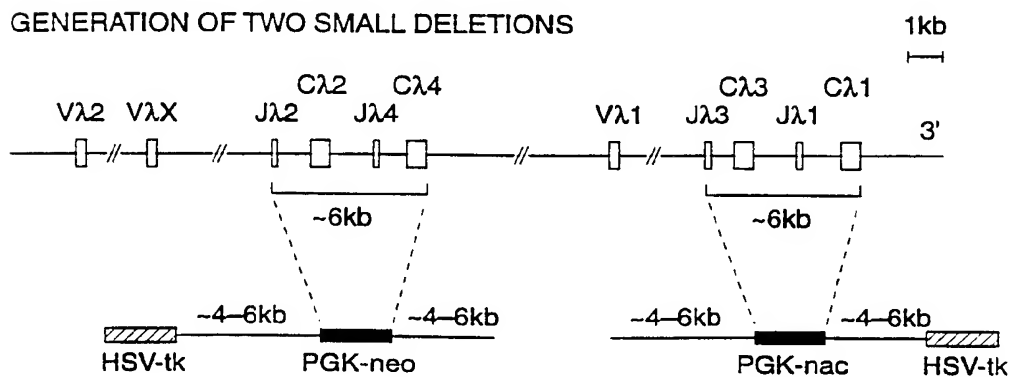 GENERATION OF TWO SMALL DELETIONS
1kb
Cλ2 Cλ4 Cλ3 Cλ1
Vλ2 VλX Jλ2 Jλ4 Vλ1 Jλ3 Jλ1 3'
~6kb ~6kb
~4–6kb ~4–6kb ~4–6kb ~4–6kb
HSV-tk PGK-neo PGK-nac HSV-tk